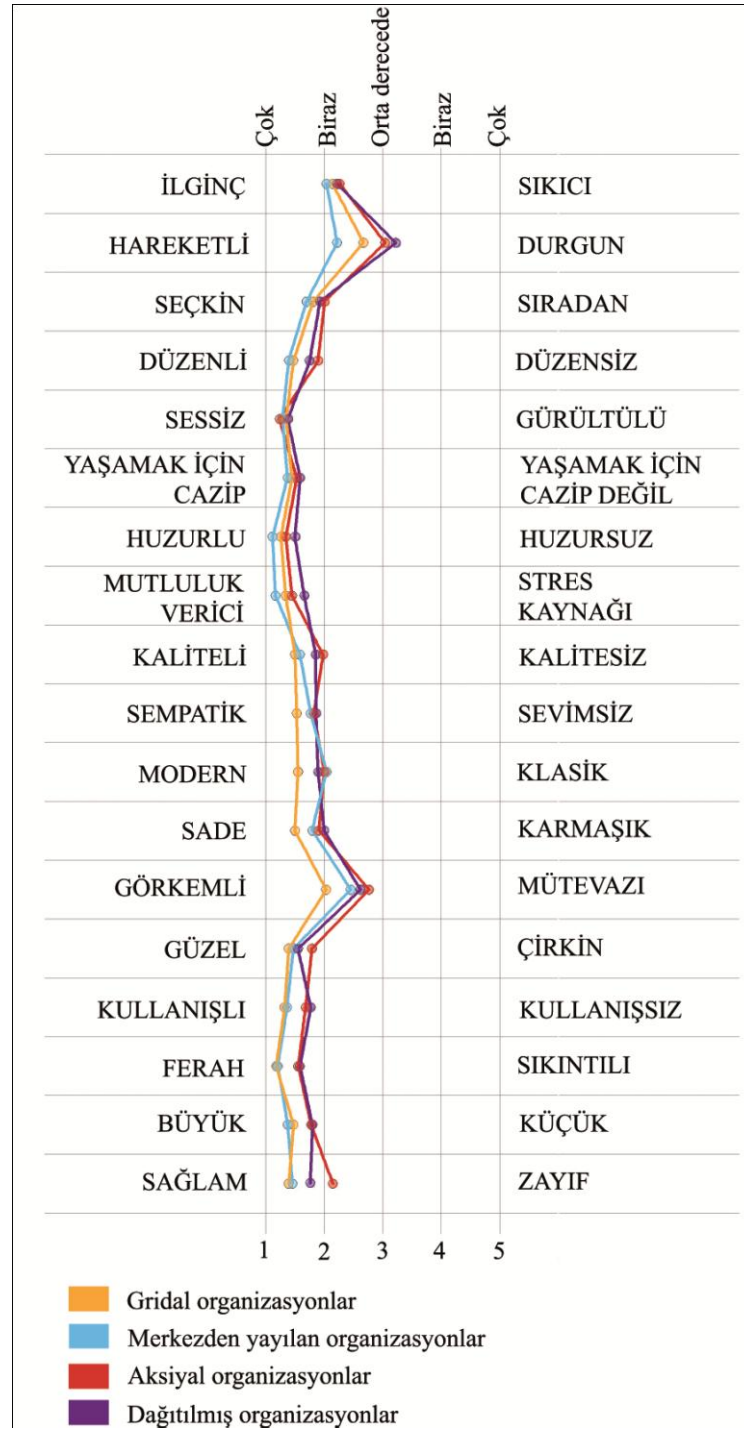 Çok Biraz Orta derecede Biraz Çok
İLGİNÇ SIKICI
HAREKETLİ DURGUN
SEÇKİN SIRADAN
DÜZENLİ DÜZENSİZ
SESSİZ GÜRÜLTÜLÜ
YAŞAMAK İÇİN YAŞAMAK İÇİN
CAZİP CAZİP DEĞİL
HUZURLU HUZURSUZ
MUTLULUK STRES
VERİCİ KAYNAĞI
KALİTELİ KALİTESİZ
SEMPATİK SEVİMSİZ
MODERN KLASİK
SADE KARMAŞIK
GÖRKEMLİ MÜTEVAZI
GÜZEL ÇİRKİN
KULLANIŞLI KULLANIŞSIZ
FERAH SIKINTILI
BÜYÜK KÜÇÜK
SAĞLAM ZAYIF
1 2 3 4 5
Gridal organizasyonlar
Merkezden yayılan organizasyonlar
Aksiyal organizasyonlar
Dağıtılmış organizasyonlar